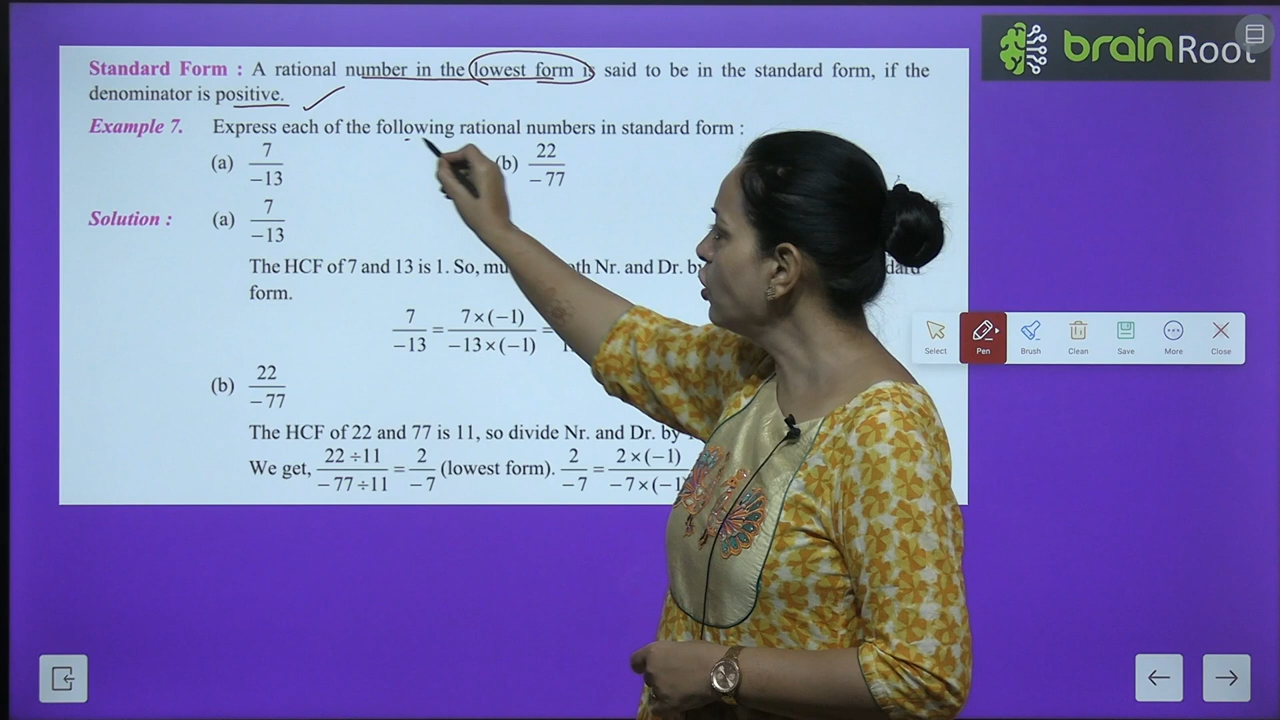 brainRoot
Standard Form : A rational number in the lowest form is said to be in the standard form, if the
denominator is positive.
Example 7. Express each of the following rational numbers in standard form :
(a) 7/-13 (b) 22/-77
Solution : (a) 7/-13
The HCF of 7 and 13 is 1. So, both Nr. and Dr. by
form.
7/-13 = 7×(−1)/-13×(−1) =
(b) 22/-77
The HCF of 22 and 77 is 11, so divide Nr. and Dr. by
We get, 22÷11/-77÷11 = 2/-7 (lowest form). 2/-7 = 2×(−1)/-7×(−1)
Select Pen Brush Clean Save More Close